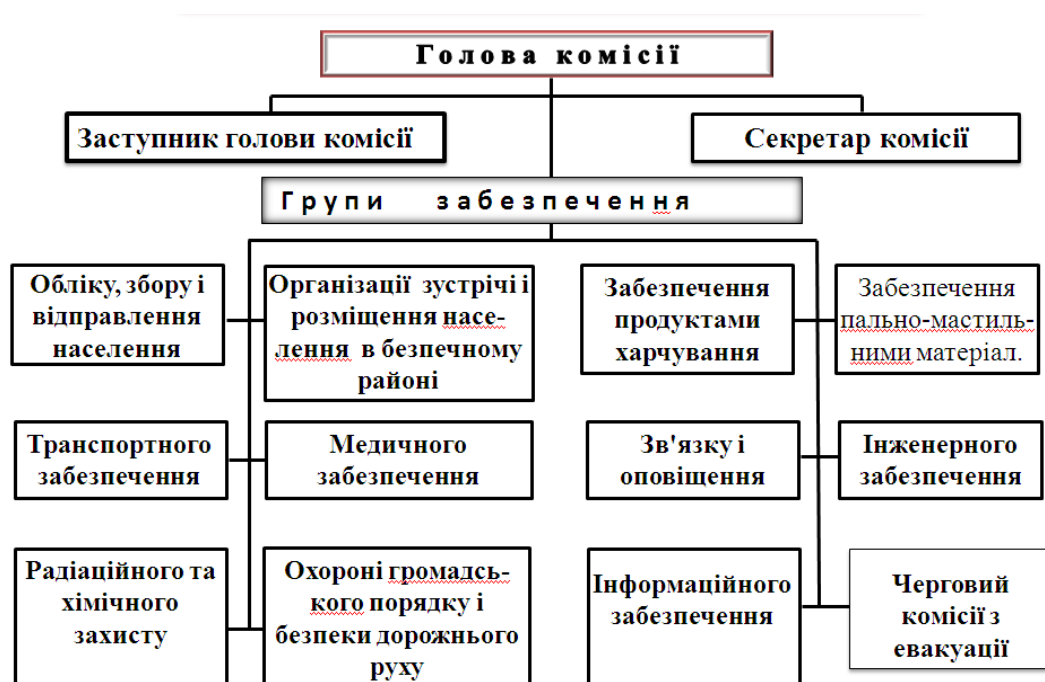 Голова комісії
Заступник голови комісії
Секретар комісії
Групи забезпечення
Обліку, збору і
відправлення
населення
Організації зустрічі і
розміщення насе-
лення в безпечному
районі
Забезпечення
продуктами
харчування
Забезпечення
пально-мастиль-
ними матеріал.
Транспортного
забезпечення
Медичного
забезпечення
Зв'язку і
оповіщення
Інженерного
забезпечення
Радіаційного та
хімічного
захисту
Охороні громадсь-
кого порядку і
безпеки дорожнього
руху
Інформаційного
забезпечення
Черговий
комісії з
евакуації